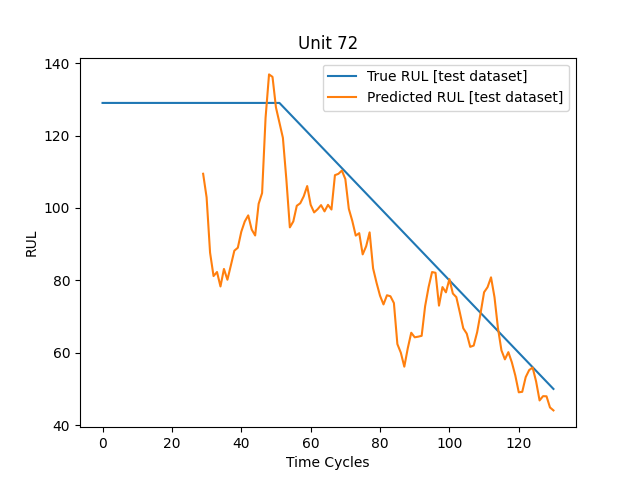 Unit 72
True RUL [test dataset]
Predicted RUL [test dataset]
140
120
100
80
60
40
RUL
0 20 40 60 80 100 120
Time Cycles